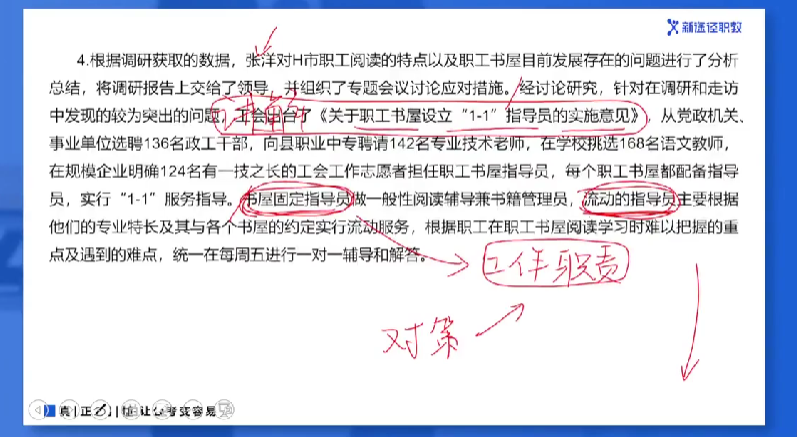 新途径职教
4.根据调研获取的数据，张洋对H市职工阅读的特点以及职工书屋目前发展存在的问题进行了分析
总结，将调研报告上交给了领导，并组织了专题会议讨论应对措施。经讨论研究，针对在调研和走访
中发现的较为突出的问题，工会出台了《关于职工书屋设立“1-1”指导员的实施意见》，从党政机关、
事业单位选聘136名政工干部，向县职业中专聘请142名专业技术老师，在学校挑选168名语文教师，
在规模企业明确124名有一技之长的工会工作志愿者担任职工书屋指导员，每个职工书屋都配备指导
员，实行“1-1”服务指导。书屋固定指导员做一般性阅读辅导兼书籍管理员，流动的指导员主要根据
他们的专业特长及其与各个书屋的约定实行流动服务，根据职工在职工书屋阅读学习时难以把握的重
点及遇到的难点，统一在每周五进行一对一辅导和解答。
工作职责
对策
让公考变容易